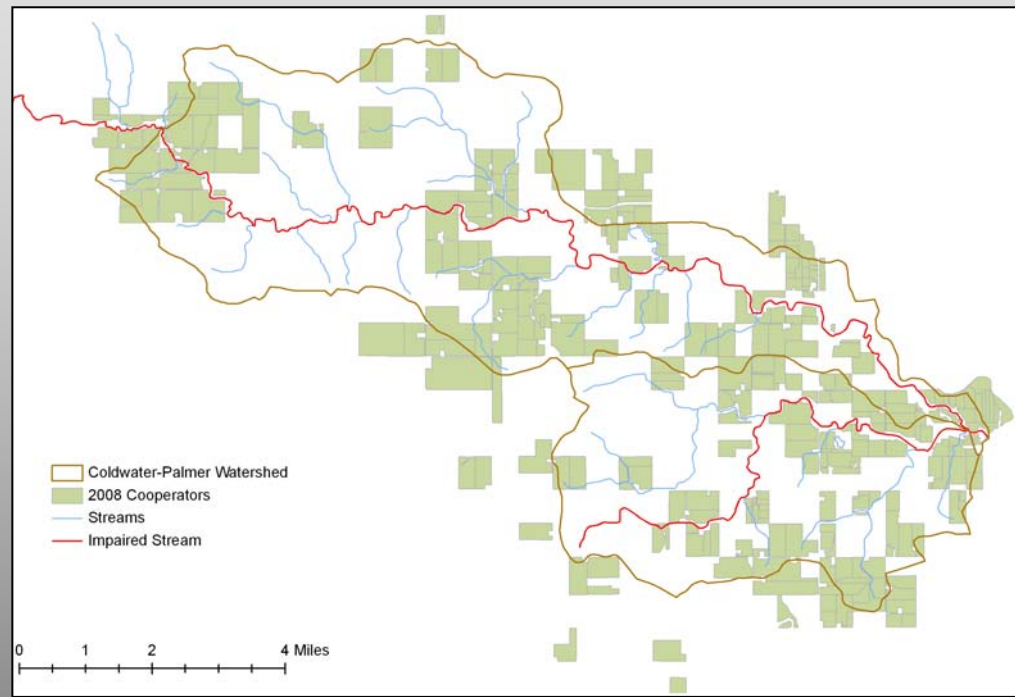 Coldwater-Palmer Watershed
2008 Cooperators
Streams
Impaired Stream
0 1 2 4 Miles